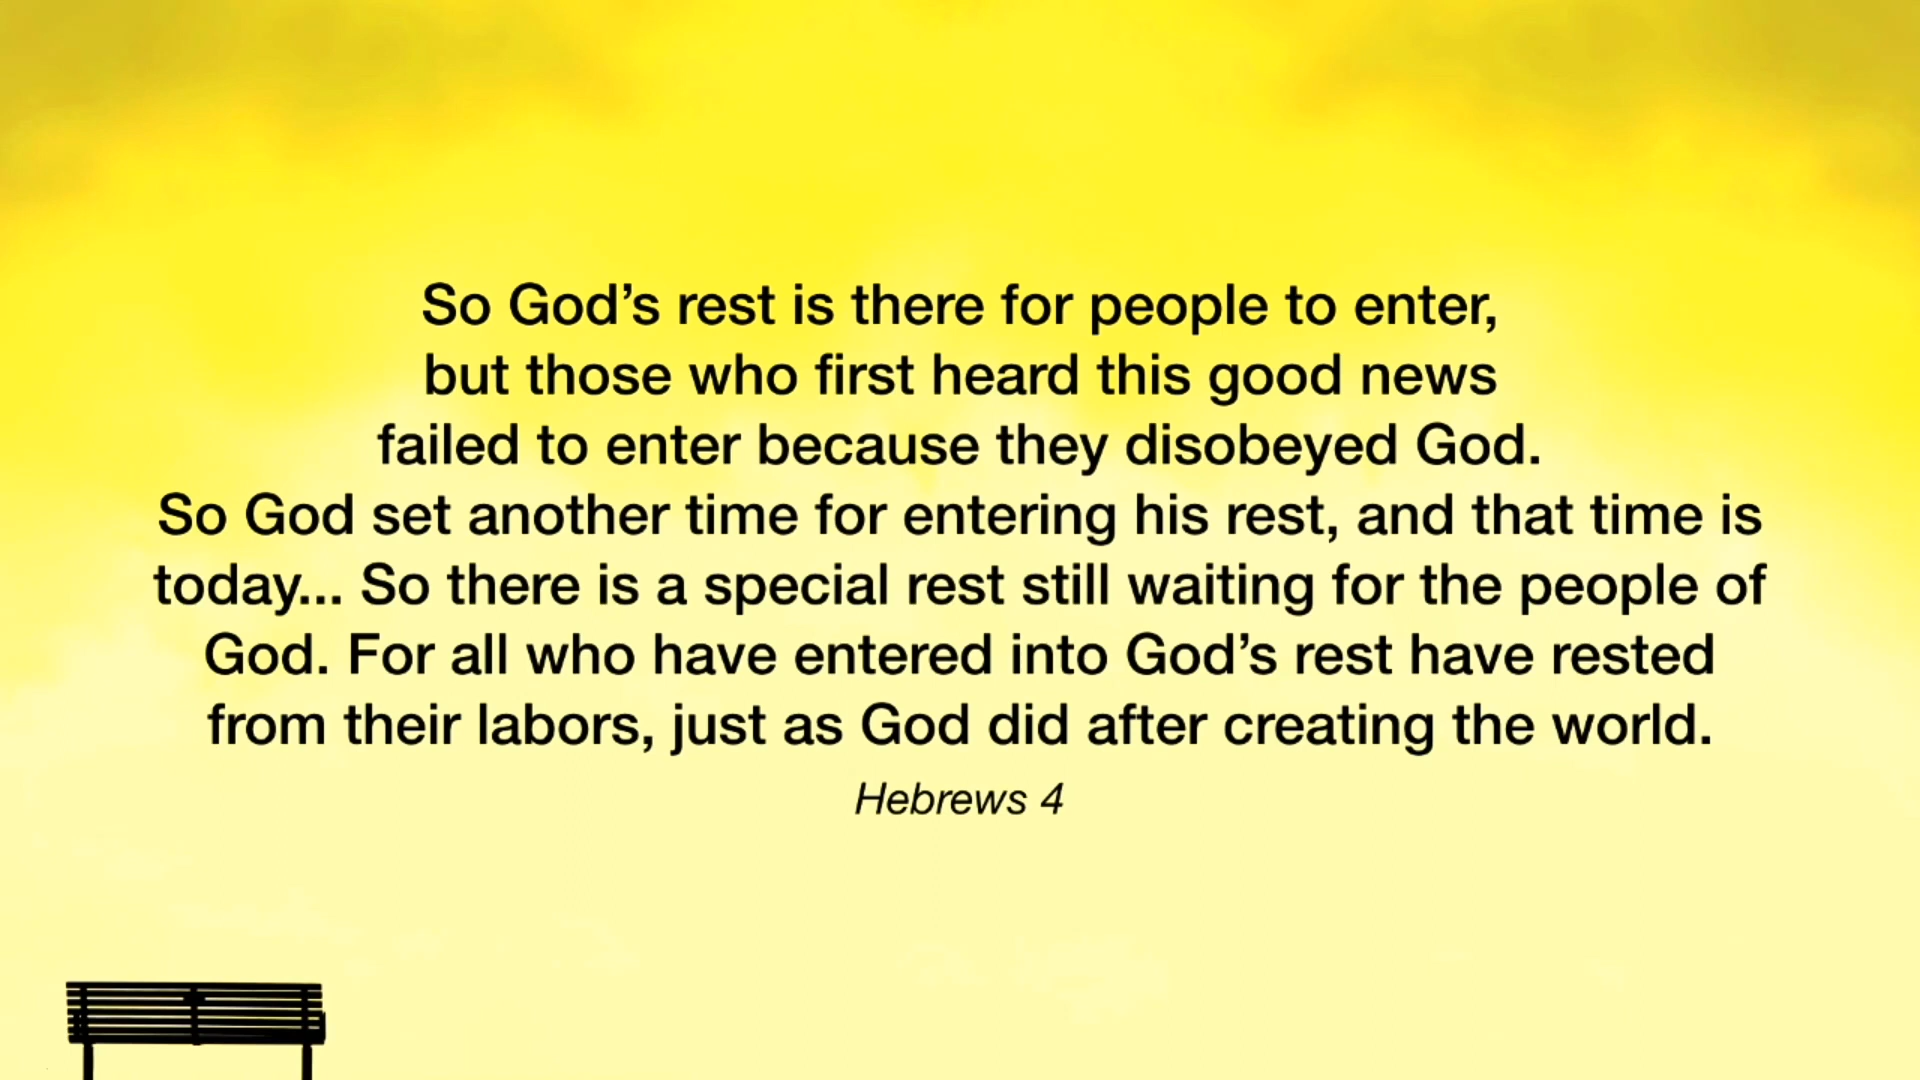 So God’s rest is there for people to enter,
but those who first heard this good news
failed to enter because they disobeyed God.
So God set another time for entering his rest, and that time is
today... So there is a special rest still waiting for the people of
God. For all who have entered into God’s rest have rested
from their labors, just as God did after creating the world.
Hebrews 4